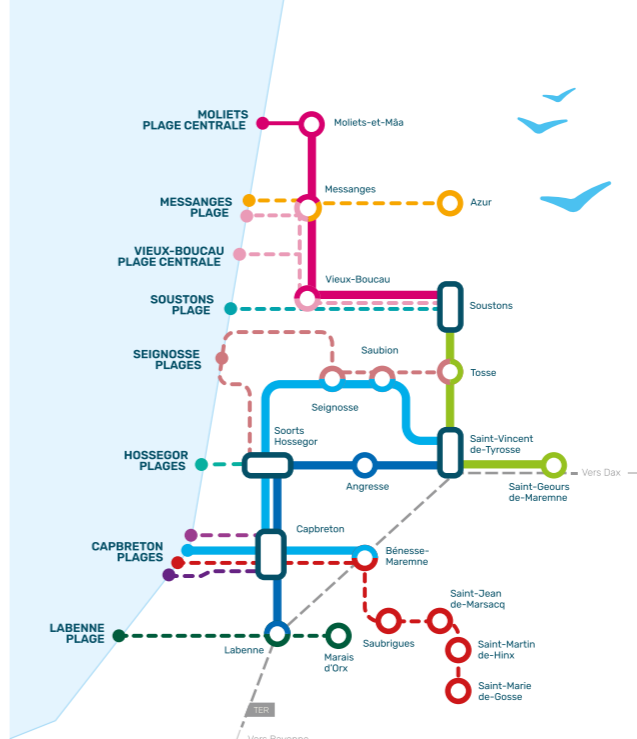 MOLIETS
PLAGE CENTRALE
Moliets-et-Mâa
MESSANGES
PLAGE
Messanges
Azur
VIEUX-BOUCAU
PLAGE CENTRALE
Vieux-Boucau
SOUSTONS
PLAGE
Soustons
SEIGNOSSE
PLAGES
Saubion
Tosse
Seignosse
Soorts
Hossegor
Saint-Vincent
de-Tyrosse
HOSSEGOR
PLAGES
Angresse
Vers Dax
Saint-Geours
de-Maremne
Capbreton
CAPBRETON
PLAGES
Bénesse-
Maremne
Saint-Jean
de-Marsacq
LABENNE
PLAGE
Labenne
Marais
d'Orx
Saubrigues
Saint-Martin
de-Hinx
Saint-Marie
de-Gosse
TER
Vers Bayonne